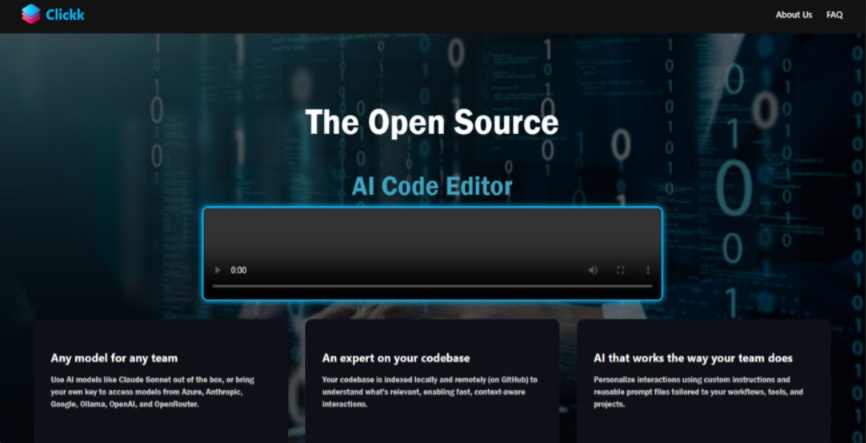 Clickk
About Us FAQ
The Open Source
AI Code Editor
0:00
Any model for any team
Use AI models like Claude Sonnet out of the box, or bring
your own key to access models from Azure, Anthropic,
Google, Ollama, OpenAI, and OpenRouter.
An expert on your codebase
Your codebase is indexed locally and remotely (on GitHub) to
understand what's relevant, enabling fast, context-aware
interactions.
AI that works the way your team does
Personalize interactions using custom instructions and
reusable prompt files tailored to your workflows, tools, and
projects.